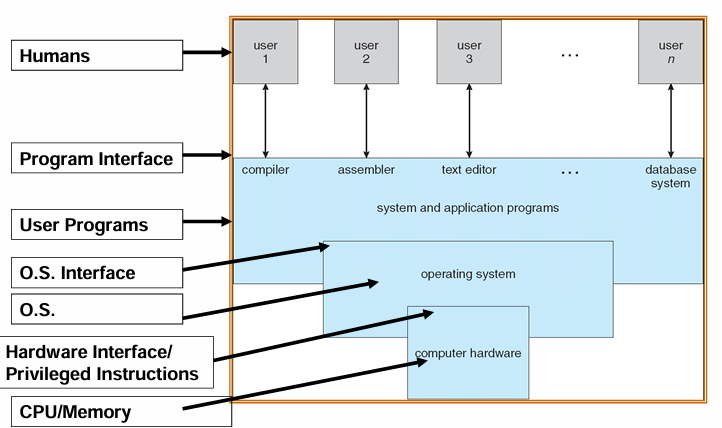 Humans
user
1
user
2
user
3
...
user
n
Program Interface
compiler
assembler
text editor
...
database
system
User Programs
system and application programs
O.S. Interface
operating system
O.S.
Hardware Interface/
Privileged Instructions
computer hardware
CPU/Memory